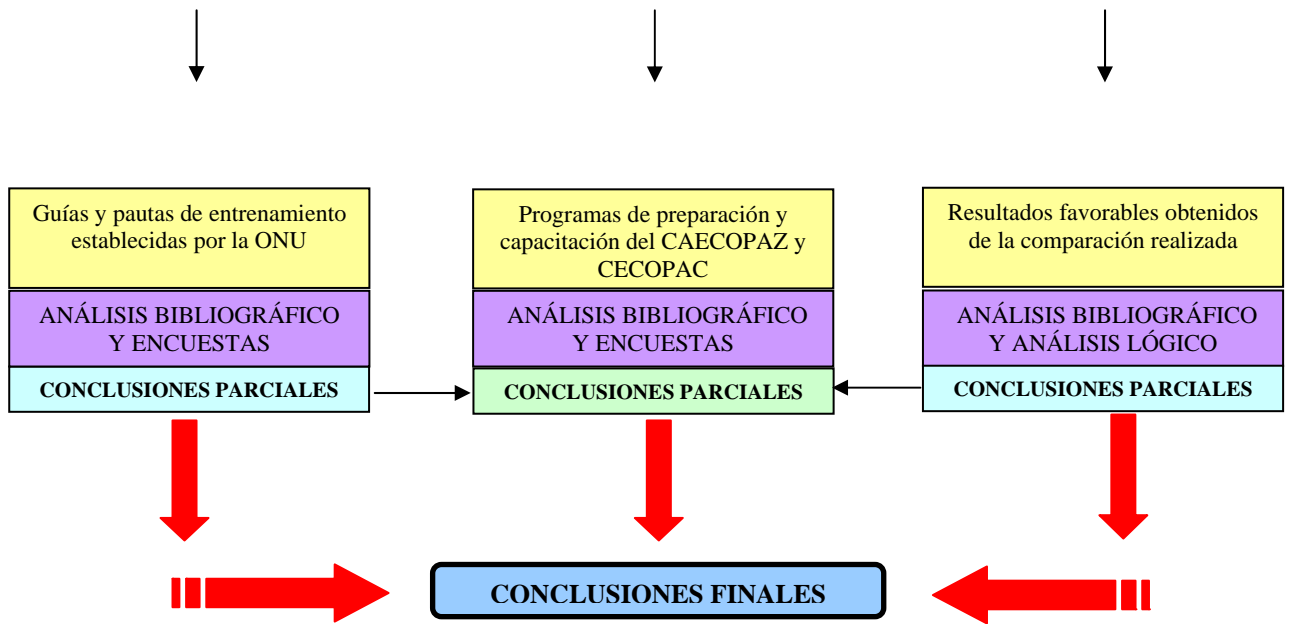 Guías y pautas de entrenamiento
establecidas por la ONU
ANÁLISIS BIBLIOGRÁFICO
Y ENCUESTAS
CONCLUSIONES PARCIALES
Programas de preparación y
capacitación del CAECOPAZ y
CECOPAC
ANÁLISIS BIBLIOGRÁFICO
Y ENCUESTAS
CONCLUSIONES PARCIALES
Resultados favorables obtenidos
de la comparación realizada
ANÁLISIS BIBLIOGRÁFICO
Y ANÁLISIS LÓGICO
CONCLUSIONES PARCIALES
CONCLUSIONES FINALES